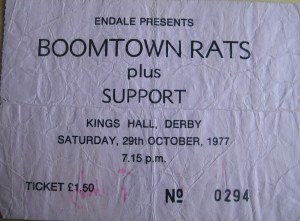 ENDALE PRESENTS
BOOMTOWN RATS
plus
SUPPORT
KINGS HALL, DERBY
SATURDAY, 29th OCTOBER, 1977
7.15 p.m.
TICKET £1.50 Nº 0294